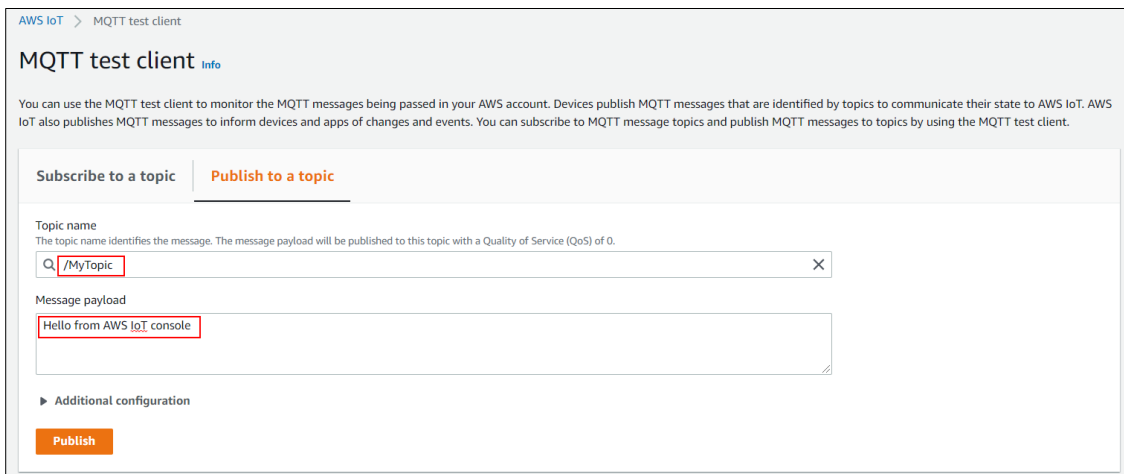 AWS IoT > MQTT test client
MQTT test client Info
You can use the MQTT test client to monitor the MQTT messages being passed in your AWS account. Devices publish MQTT messages that are identified by topics to communicate their state to AWS IoT. AWS
IoT also publishes MQTT messages to inform devices and apps of changes and events. You can subscribe to MQTT message topics and publish MQTT messages to topics by using the MQTT test client.
Subscribe to a topic Publish to a topic
Topic name
The topic name identifies the message. The message payload will be published to this topic with a Quality of Service (QoS) of 0.
/MyTopic
Message payload
Hello from AWS IoT console
Additional configuration
Publish